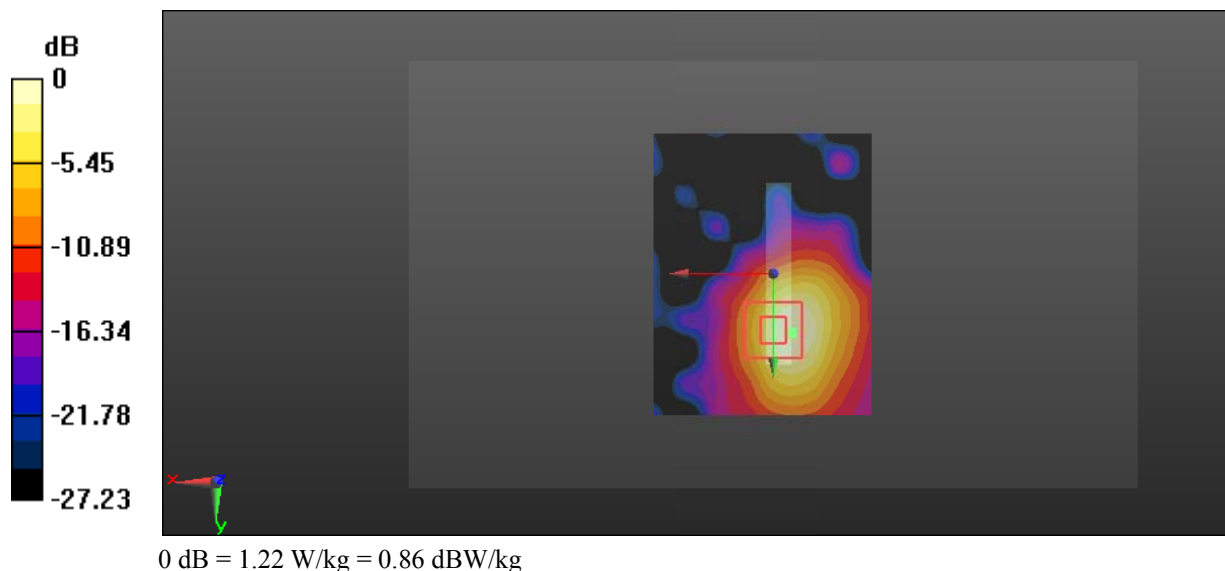 dB
0
-5.45
-10.89
-16.34
-21.78
-27.23
x
z
y
0 dB = 1.22 W/kg = 0.86 dBW/kg